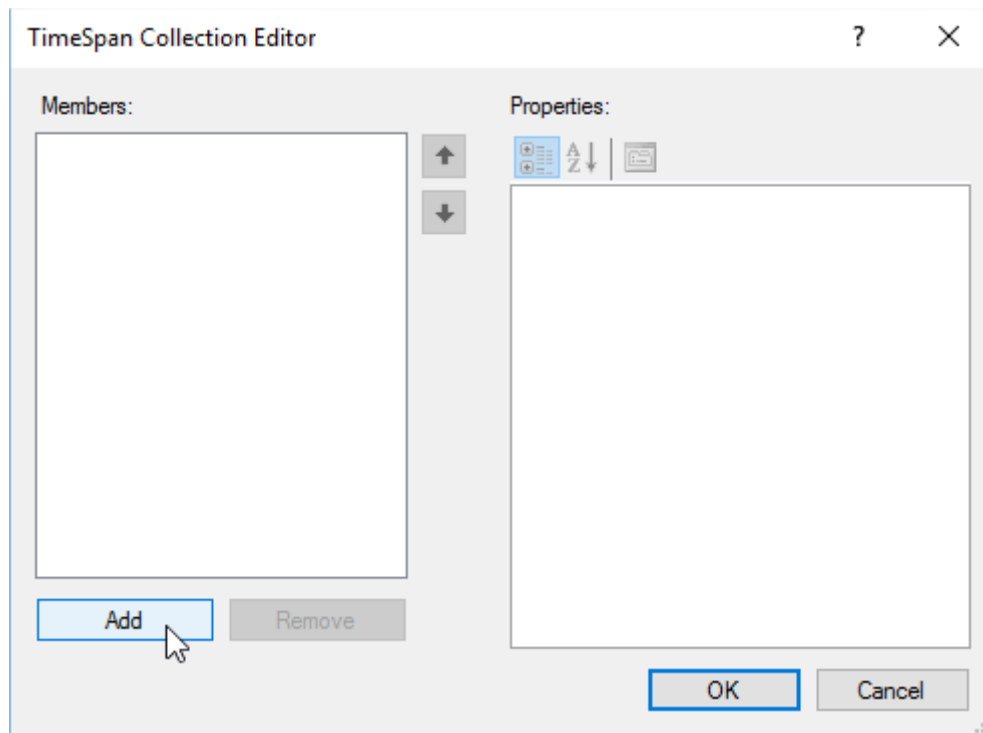 TimeSpan Collection Editor
?
Members:
Properties:
A
Z
Add
Remove
OK
Cancel